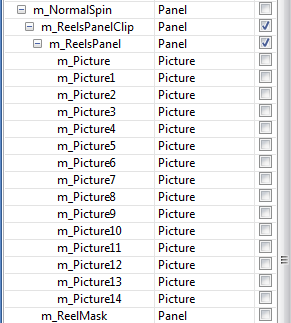 m_NormalSpin Panel
m_ReelsPanelClip Panel
m_ReelsPanel Panel
m_Picture Picture
m_Picture1 Picture
m_Picture2 Picture
m_Picture3 Picture
m_Picture4 Picture
m_Picture5 Picture
m_Picture6 Picture
m_Picture7 Picture
m_Picture8 Picture
m_Picture9 Picture
m_Picture10 Picture
m_Picture11 Picture
m_Picture12 Picture
m_Picture13 Picture
m_Picture14 Picture
m_ReelMask Panel